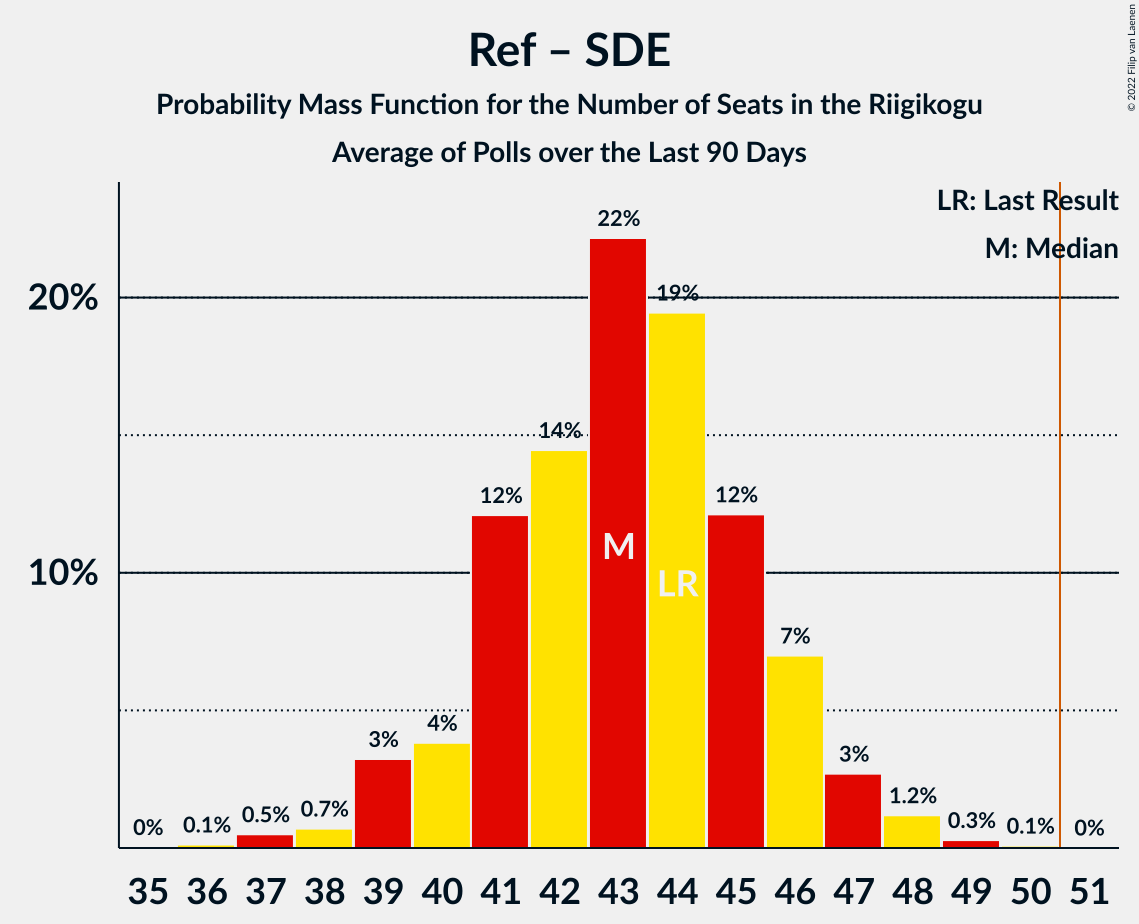 Ref – SDE
Probability Mass Function for the Number of Seats in the Riigikogu
Average of Polls over the Last 90 Days
© 2022 Filip van Laenen
LR: Last Result
M: Median
20%
10%
0%
0.1%
0.5%
0.7%
3%
4%
12%
14%
22%
19%
12%
7%
3%
1.2%
0.3%
0.1%
0%
M
LR
35 36 37 38 39 40 41 42 43 44 45 46 47 48 49 50 51